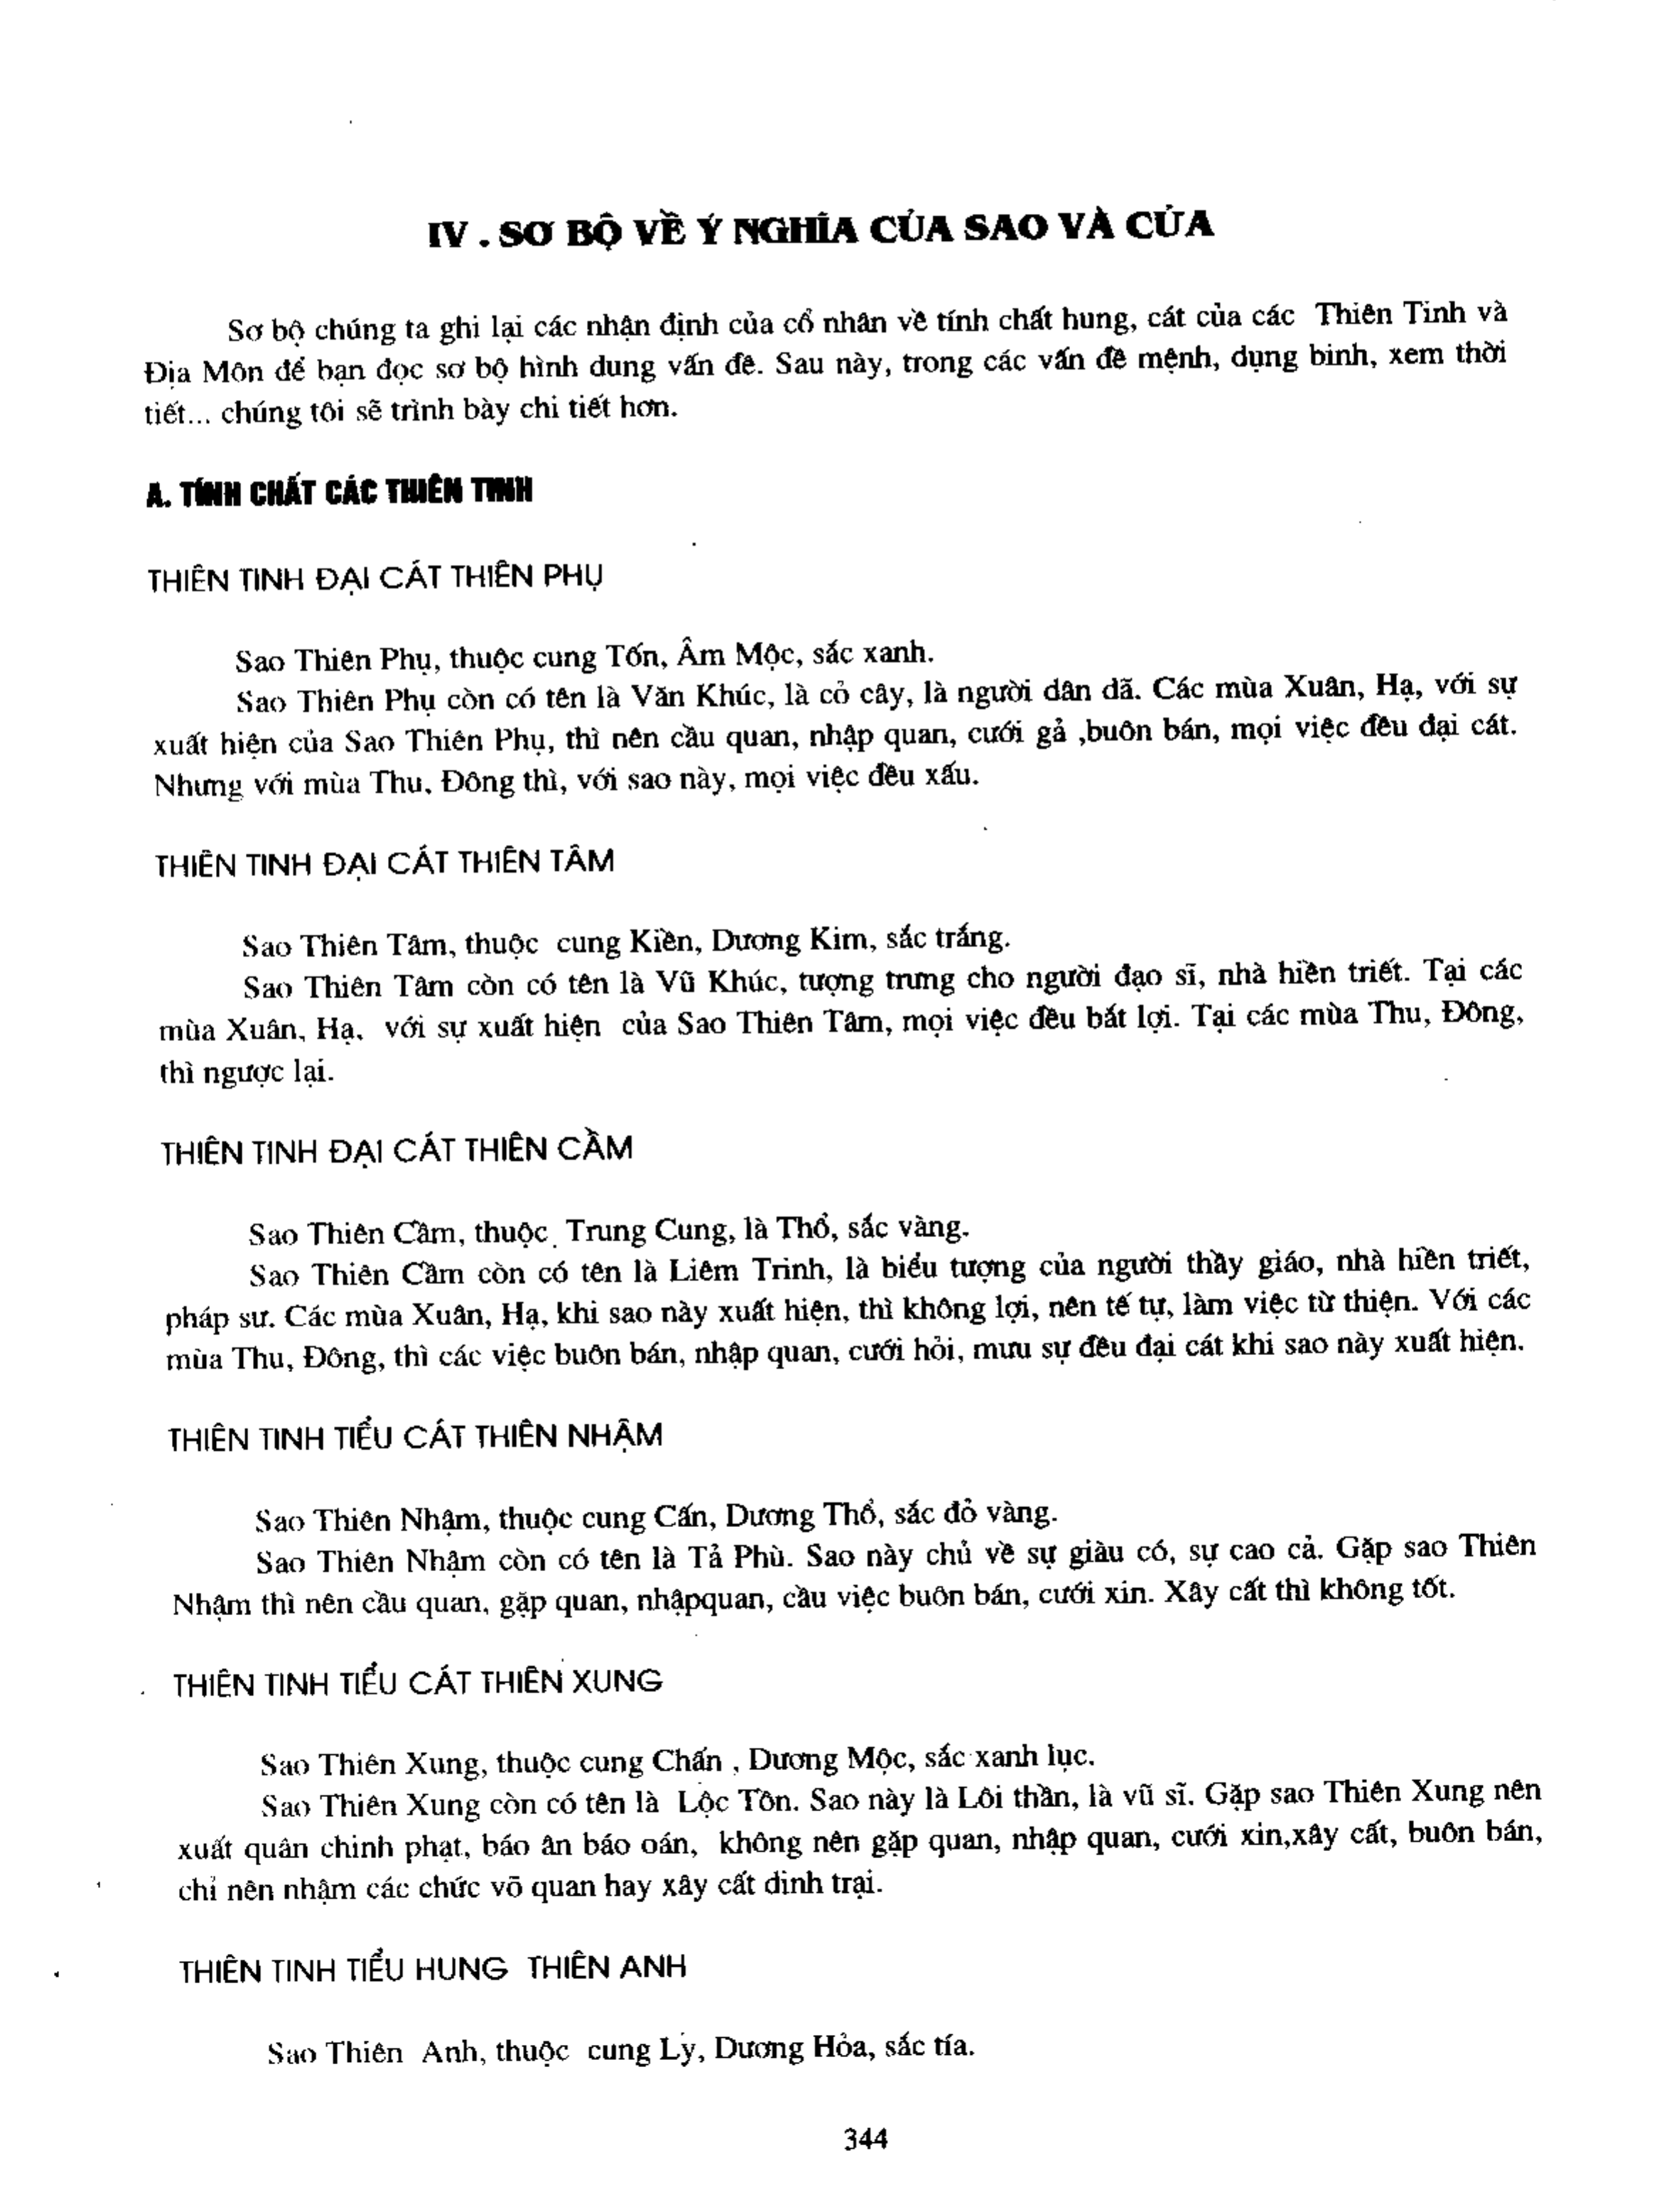 IV . SƠ BỘ VỀ Ý NGHĨA CỦA SAO VÀ CỬA
Sơ bộ chúng ta ghi lại các nhận định của cổ nhân về tính chất hung, cát của các Thiên Tinh và
Địa Môn để bạn đọc sơ bộ hình dung vấn đề. Sau này, trong các vấn đề mệnh, dụng binh, xem thời
tiết... chúng tôi sẽ trình bày chi tiết hơn.
A. TÍNH CHẤT CÁC THIÊN TINH
THIÊN TINH ĐẠI CÁT THIÊN PHỤ
Sao Thiên Phụ, thuộc cung Tốn, Âm Mộc, sắc xanh.
Sao Thiên Phụ còn có tên là Văn Khúc, là cỏ cây, là người dân dã. Các mùa Xuân, Hạ, với sự
xuất hiện của Sao Thiên Phụ, thì nên cầu quan, nhập quan, cưới gả ,buôn bán, mọi việc đều đại cát.
Nhưng với mùa Thu, Đông thì, với sao này, mọi việc đều xấu.
THIÊN TINH ĐẠI CÁT THIÊN TÂM
Sao Thiên Tâm, thuộc cung Kiền, Dương Kim, sắc trắng.
Sao Thiên Tâm còn có tên là Vũ Khúc, tượng trưng cho người đạo sĩ, nhà hiền triết. Tại các
mùa Xuân, Hạ, với sự xuất hiện của Sao Thiên Tâm, mọi việc đều bất lợi. Tại các mùa Thu, Đông,
thì ngược lại.
THIÊN TINH ĐẠI CÁT THIÊN CẦM
Sao Thiên Cầm, thuộc Trung Cung, là Thổ, sắc vàng.
Sao Thiên Cầm còn có tên là Liêm Trinh, là biểu tượng của người thầy giáo, nhà hiền triết,
pháp sư. Các mùa Xuân, Hạ, khi sao này xuất hiện, thì không lợi, nên tế tự, làm việc từ thiện. Với các
mùa Thu, Đông, thì các việc buôn bán, nhập quan, cưới hỏi, mưu sự đều đại cát khi sao này xuất hiện.
THIÊN TINH TIỂU CÁT THIÊN NHẬM
Sao Thiên Nhậm, thuộc cung Cấn, Dương Thổ, sắc đỏ vàng.
Sao Thiên Nhậm còn có tên là Tả Phù. Sao này chủ về sự giàu có, sự cao cả. Gặp sao Thiên
Nhậm thì nên cầu quan, gặp quan, nhậpquan, cầu việc buôn bán, cưới xin. Xây cất thì không tốt.
THIÊN TINH TIỂU CÁT THIÊN XUNG
Sao Thiên Xung, thuộc cung Chấn , Dương Mộc, sắc xanh lục.
Sao Thiên Xung còn có tên là Lộc Tồn. Sao này là Lôi thần, là vũ sĩ. Gặp sao Thiên Xung nên
xuất quân chinh phạt, báo ân báo oán, không nên gặp quan, nhập quan, cưới xin,xây cất, buôn bán,
chỉ nên nhậm các chức võ quan hay xây cất dinh trại.
THIÊN TINH TIỂU HUNG THIÊN ANH
Sao Thiên Anh, thuộc cung Ly, Dương Hỏa, sắc tía.
344